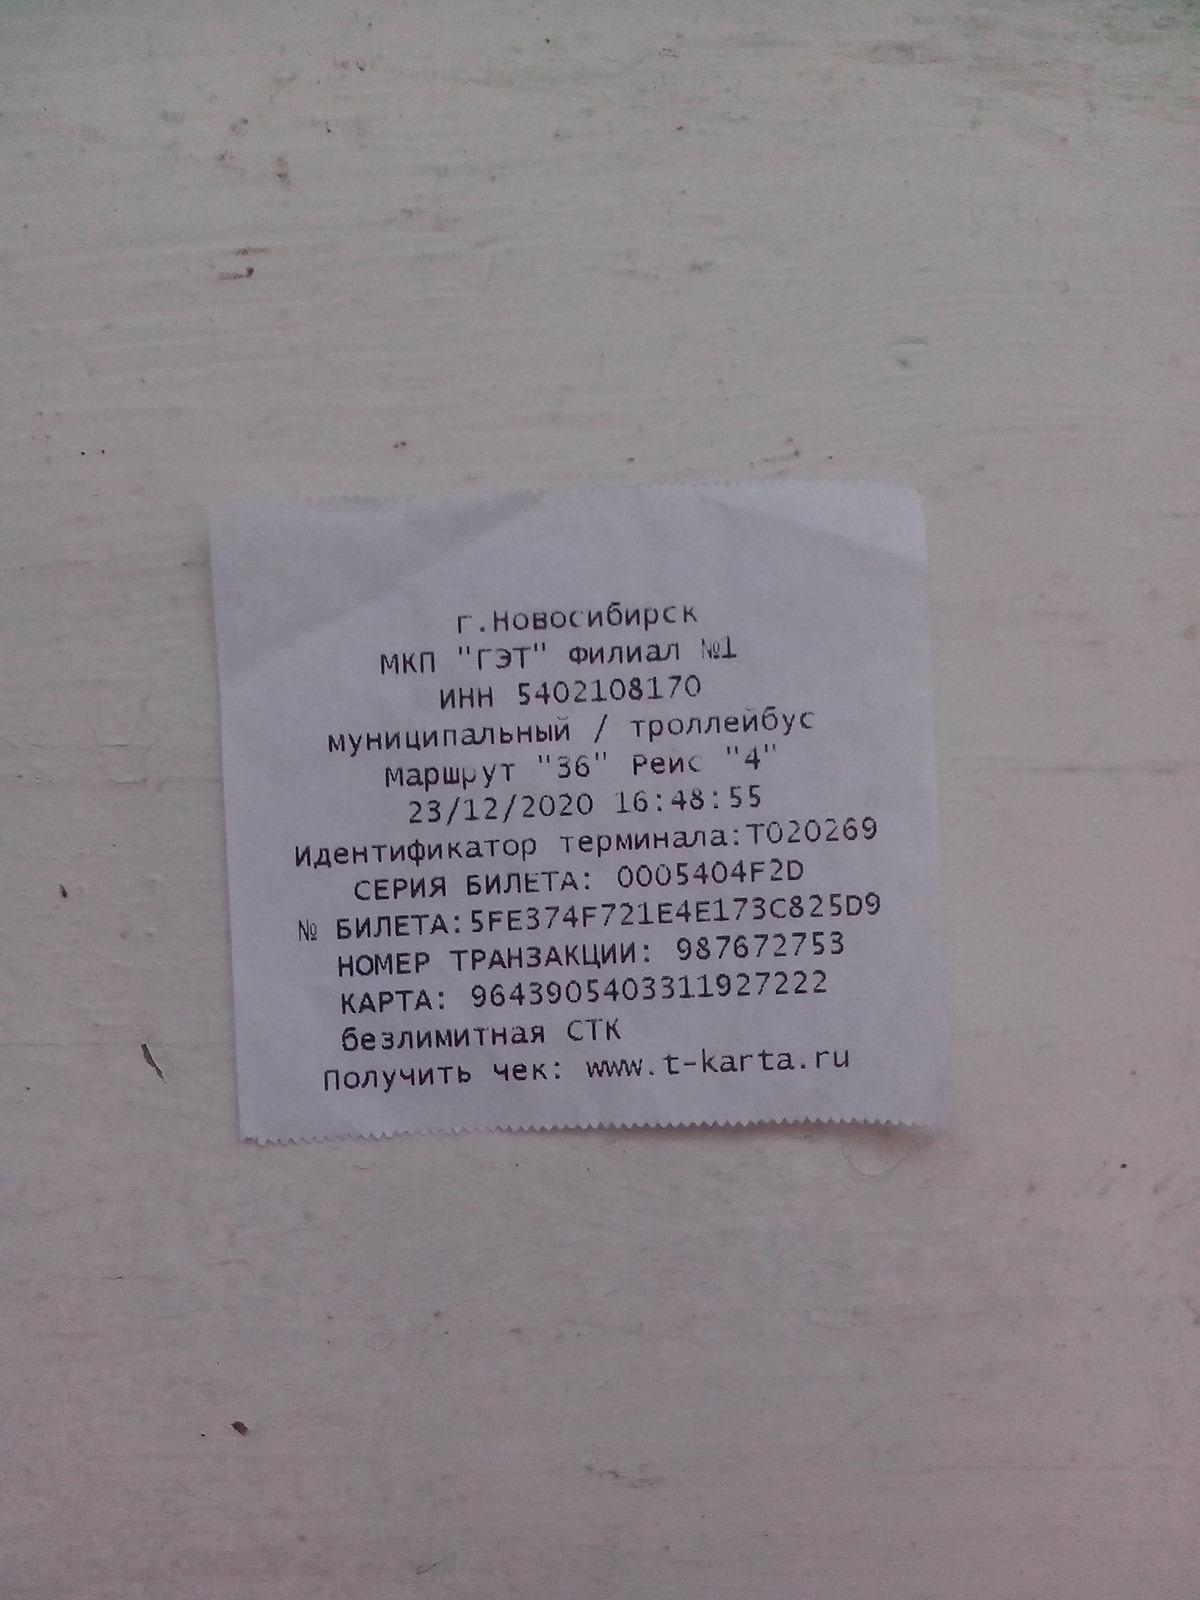 г.Новосибирск
МКП "ГЭТ" Филиал №1
ИНН 5402108170
муниципальный / троллейбус
Маршрут "36" Рейс "4"
23/12/2020 16:48:55
Идентификатор терминала:Т020269
СЕРИЯ БИЛЕТА: 0005404F2D
№ БИЛЕТА:5FE374F721E4E173C825D9
НОМЕР ТРАНЗАКЦИИ: 987672753
КАРТА: 9643905403311927222
безлимитная СТК
Получить чек: www.t-karta.ru